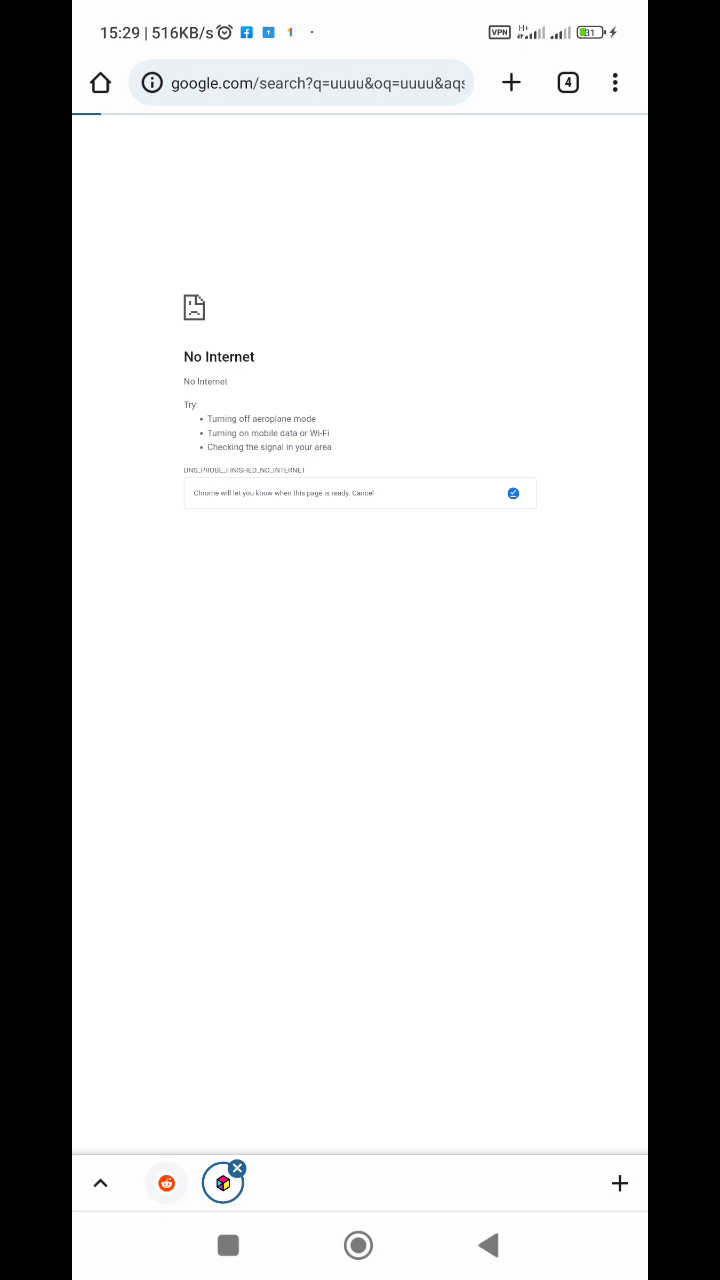 15:29 | 516KB/s
VPN H+ 31
google.com/search?q=uuuu&oq=uuuu&aqs
4
No Internet
No Internet
Try:
• Turning off aeroplane mode
• Turning on mobile data or Wi-Fi
• Checking the signal in your area
DNS_PROBE_FINISHED_NO_INTERNET
Chrome will let you know when this page is ready. Cancel